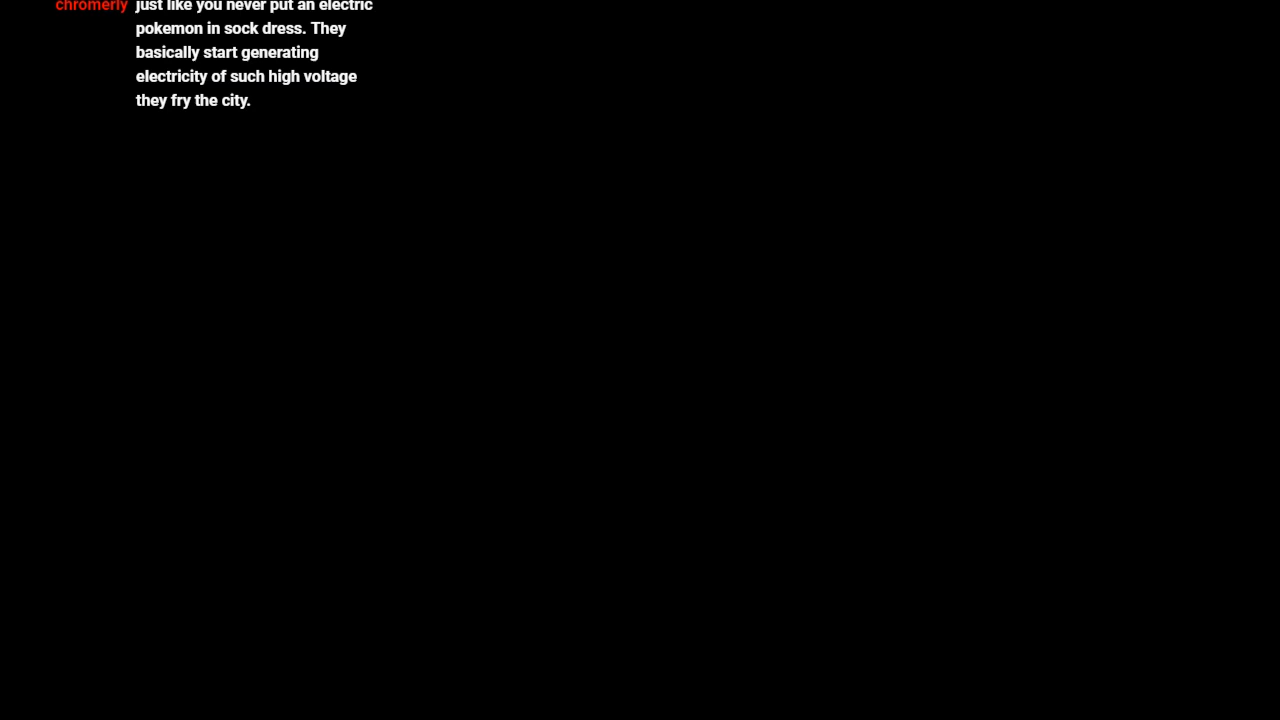 chromerly just like you never put an electric
pokemon in sock dress. They
basically start generating
electricity of such high voltage
they fry the city.